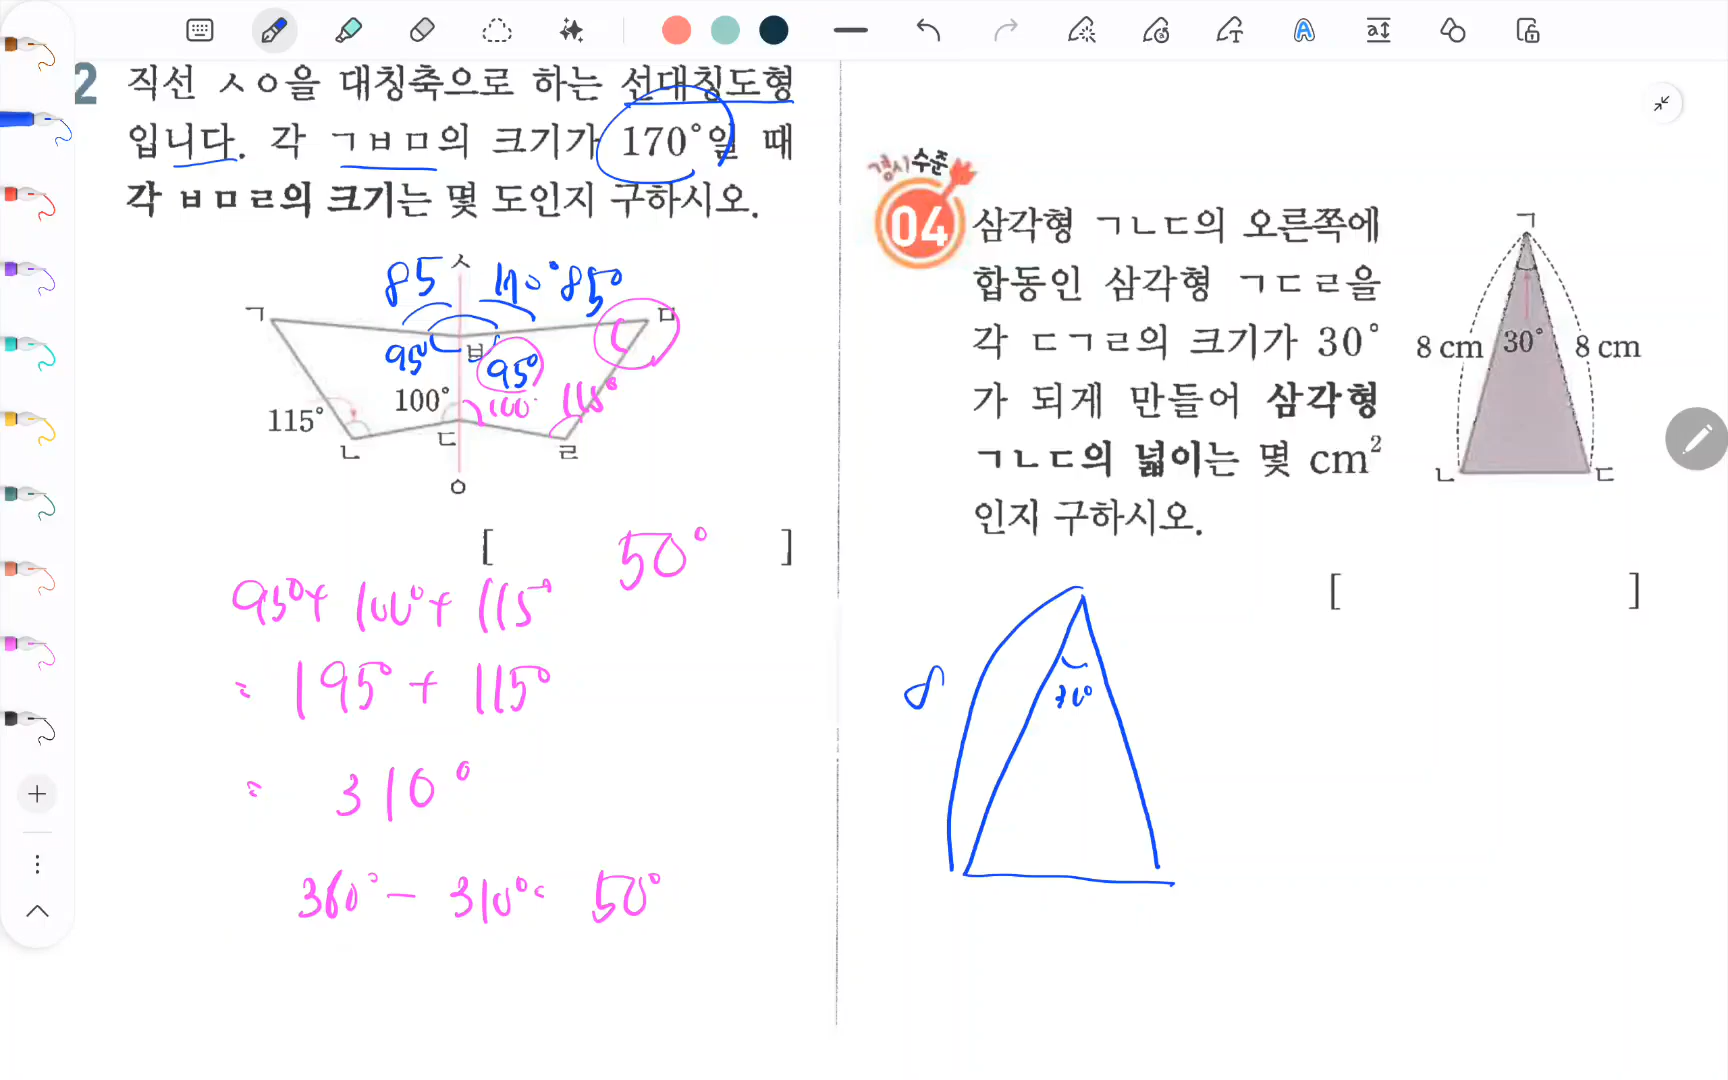 2 직선 ㅅㅇ을 대칭축으로 하는 선대칭도형
입니다. 각 ㄱㅂㅁ의 크기가 170°일 때
각 ㅂㅁㄹ의 크기는 몇 도인지 구하시오.
ㅅ
85
85°
ㄱ
ㅁ
ㅂ
95°
95°
100°
100°
115°
115°
ㄷ
ㄴ
ㄹ
ㅇ
[ 50° ]
95°+ 100°+ 115°
= 195° + 115°
= 310°
360° - 310° = 50°
경시 수준
04 삼각형 ㄱㄴㄷ의 오른쪽에
합동인 삼각형 ㄱㄷㄹ을
각 ㄷㄱㄹ의 크기가 30°
가 되게 만들어 삼각형
ㄱㄴㄷ의 넓이는 몇 cm²
인지 구하시오.
ㄱ
8 cm 30° 8 cm
ㄴ ㄷ
[ ]
8
30°